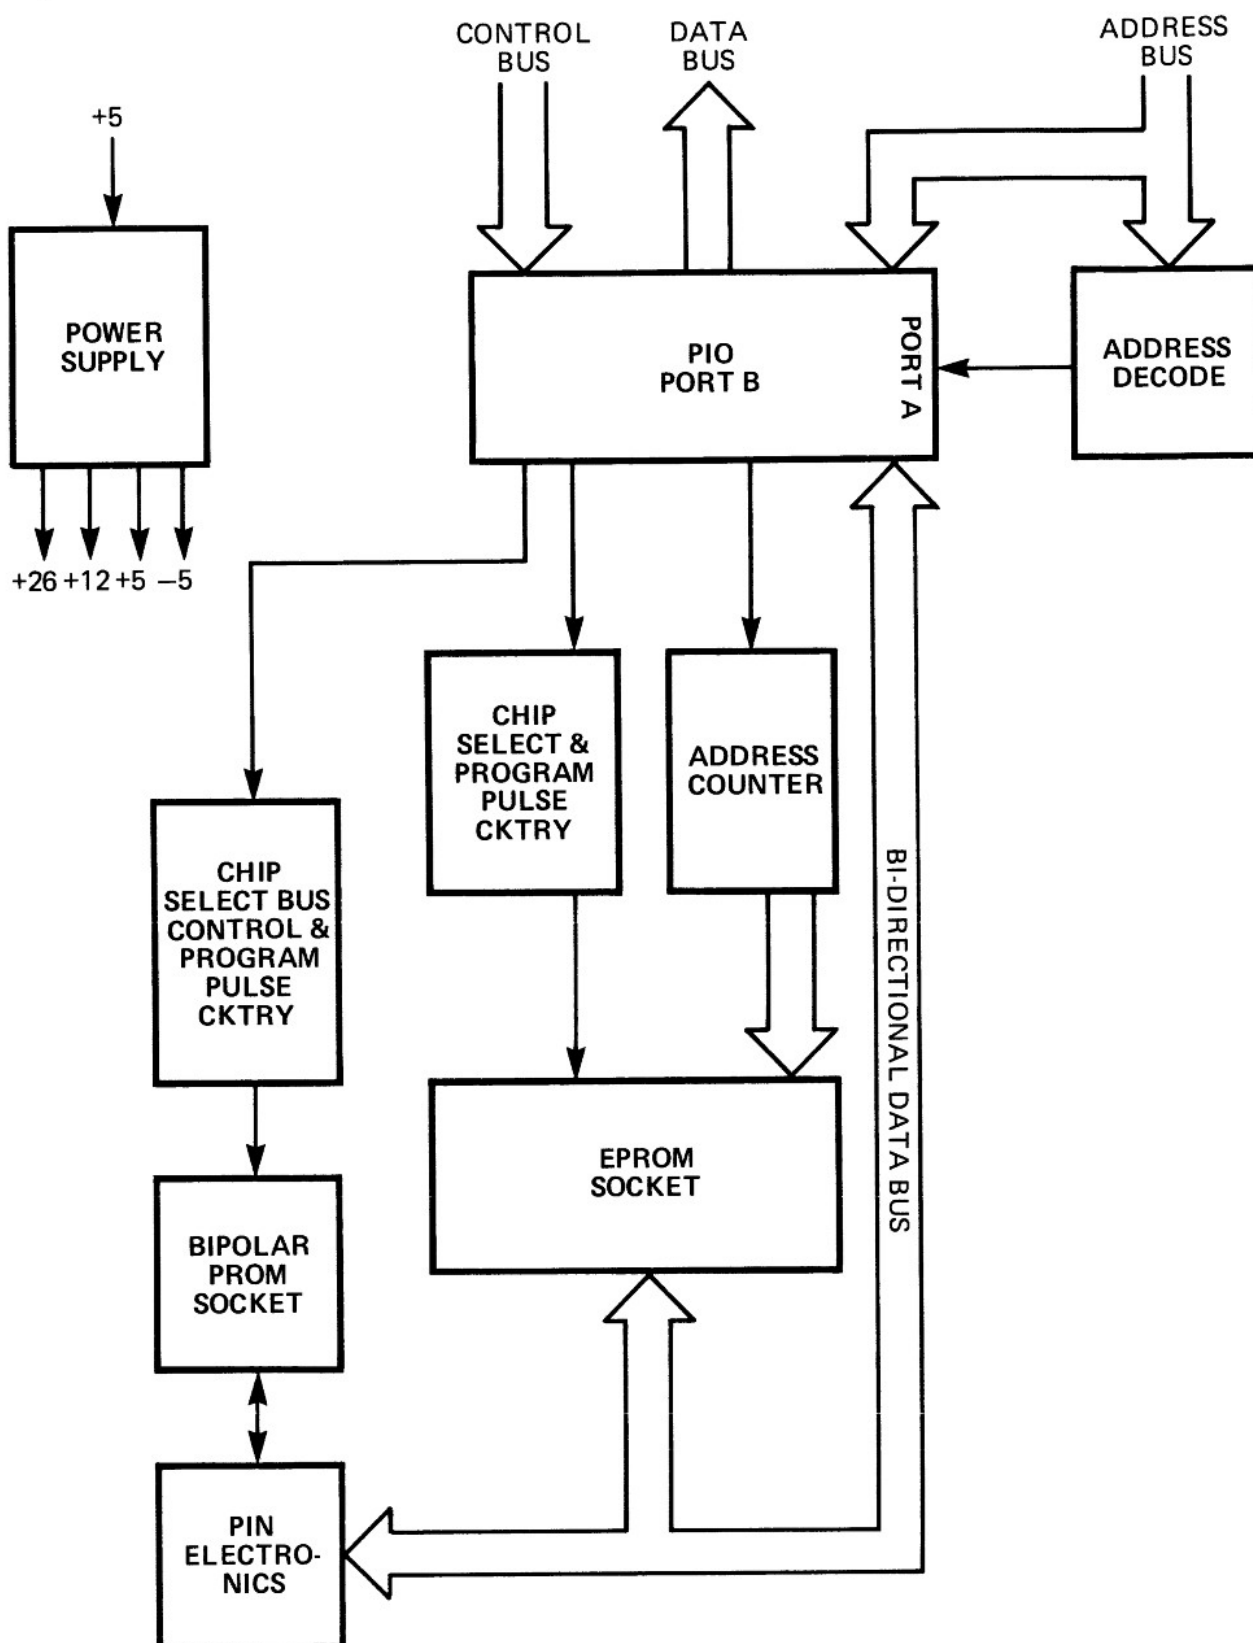 CONTROL
BUS
DATA
BUS
ADDRESS
BUS
+5
POWER
SUPPLY
+26 +12 +5 −5
PIO
PORT B
PORT A
ADDRESS
DECODE
CHIP
SELECT &
PROGRAM
PULSE
CKTRY
ADDRESS
COUNTER
CHIP
SELECT BUS
CONTROL &
PROGRAM
PULSE
CKTRY
BI-DIRECTIONAL DATA BUS
EPROM
SOCKET
BIPOLAR
PROM
SOCKET
PIN
ELECTRO-
NICS